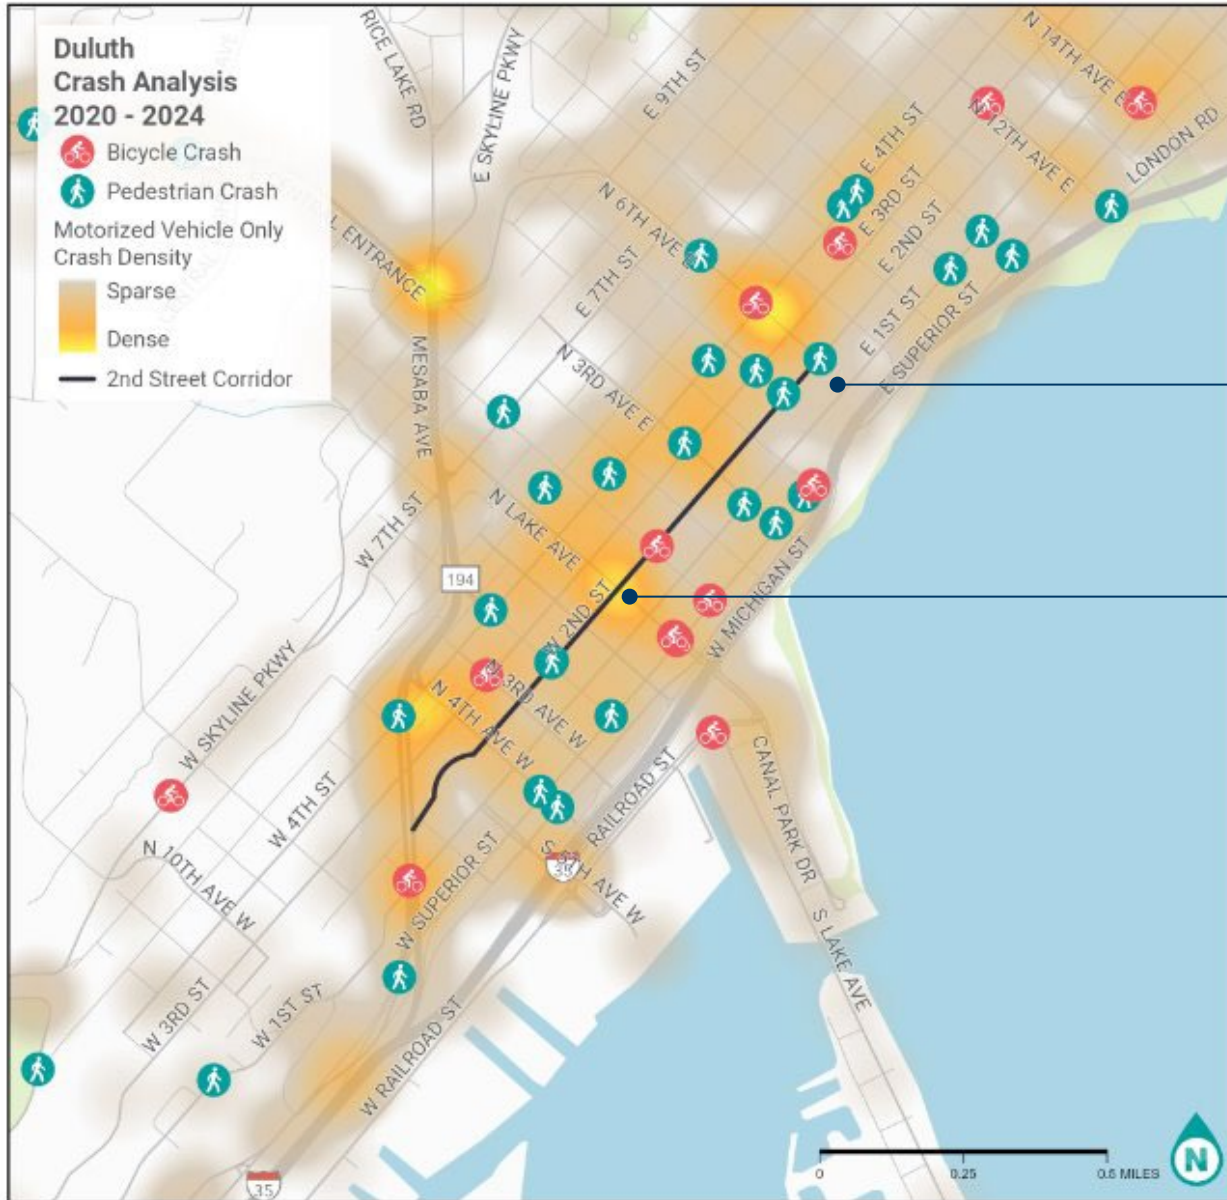 Duluth
Crash Analysis
2020 - 2024
Bicycle Crash
Pedestrian Crash
Motorized Vehicle Only
Crash Density
Sparse
Dense
2nd Street Corridor
RICE LAKE RD
E SKYLINE PKWY
E 9TH ST
N 14TH AVE E
N 12TH AVE E
LONDON RD
E 4TH ST
E 3RD ST
E 2ND ST
E 1ST ST
E SUPERIOR ST
N 6TH AVE E
E 7TH ST
L ENTRANCE
MESABA AVE
N 3RD AVE E
N LAKE AVE
W 7TH ST
194
W 2ND ST
W MICHIGAN ST
W SKYLINE PKWY
N 3RD AVE W
N 4TH AVE W
W 4TH ST
RAILROAD ST
CANAL PARK DR
N 10TH AVE W
W SUPERIOR ST
35
AVE W
S LAKE AVE
W 3RD ST
W 1ST ST
W RAILROAD ST
35
0
0.25
0.5 MILES
N